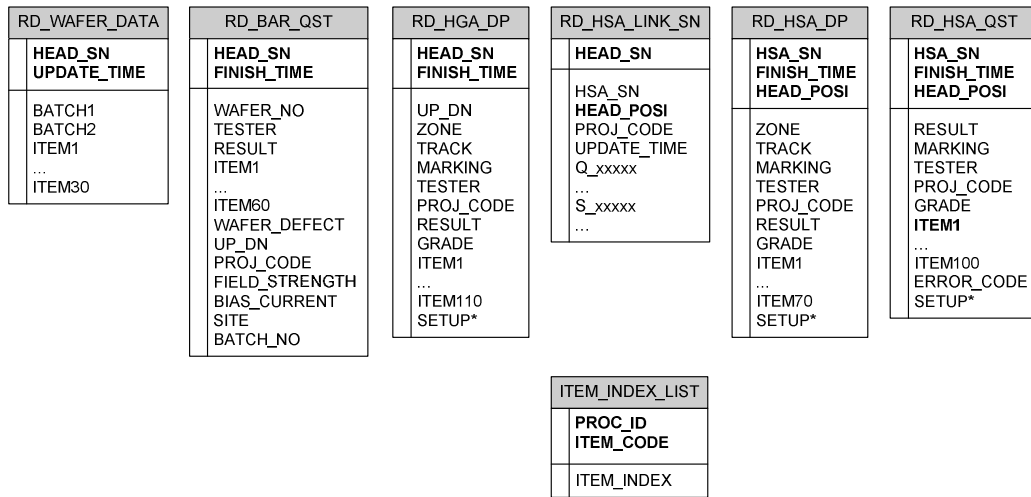 RD_WAFER_DATA
HEAD_SN
UPDATE_TIME
BATCH1
BATCH2
ITEM1
...
ITEM30
RD_BAR_QST
HEAD_SN
FINISH_TIME
WAFER_NO
TESTER
RESULT
ITEM1
...
ITEM60
WAFER_DEFECT
UP_DN
PROJ_CODE
FIELD_STRENGTH
BIAS_CURRENT
SITE
BATCH_NO
RD_HGA_DP
HEAD_SN
FINISH_TIME
UP_DN
ZONE
TRACK
MARKING
TESTER
PROJ_CODE
RESULT
GRADE
ITEM1
...
ITEM110
SETUP*
RD_HSA_LINK_SN
HEAD_SN
HSA_SN
HEAD_POSI
PROJ_CODE
UPDATE_TIME
Q_xxxxx
...
S_xxxxx
...
RD_HSA_DP
HSA_SN
FINISH_TIME
HEAD_POSI
ZONE
TRACK
MARKING
TESTER
PROJ_CODE
RESULT
GRADE
ITEM1
...
ITEM70
SETUP*
RD_HSA_QST
HSA_SN
FINISH_TIME
HEAD_POSI
RESULT
MARKING
TESTER
PROJ_CODE
GRADE
ITEM1
...
ITEM100
ERROR_CODE
SETUP*
ITEM_INDEX_LIST
PROC_ID
ITEM_CODE
ITEM_INDEX